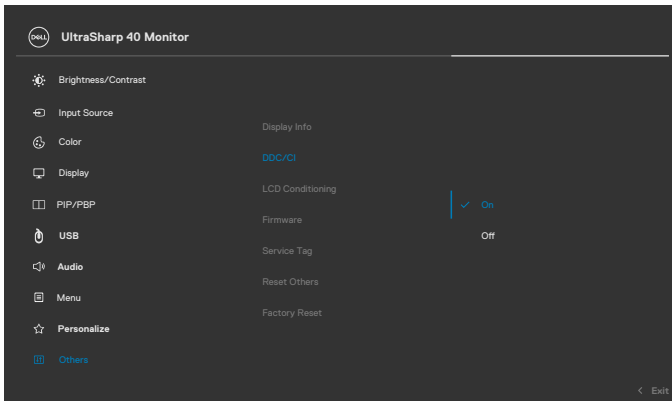 DELL UltraSharp 40 Monitor
Brightness/Contrast
Input Source
Color
Display
PIP/PBP
USB
Audio
Menu
Personalize
Others
Display Info
DDC/CI
LCD Conditioning
Firmware
Service Tag
Reset Others
Factory Reset
On
Off
< Exit